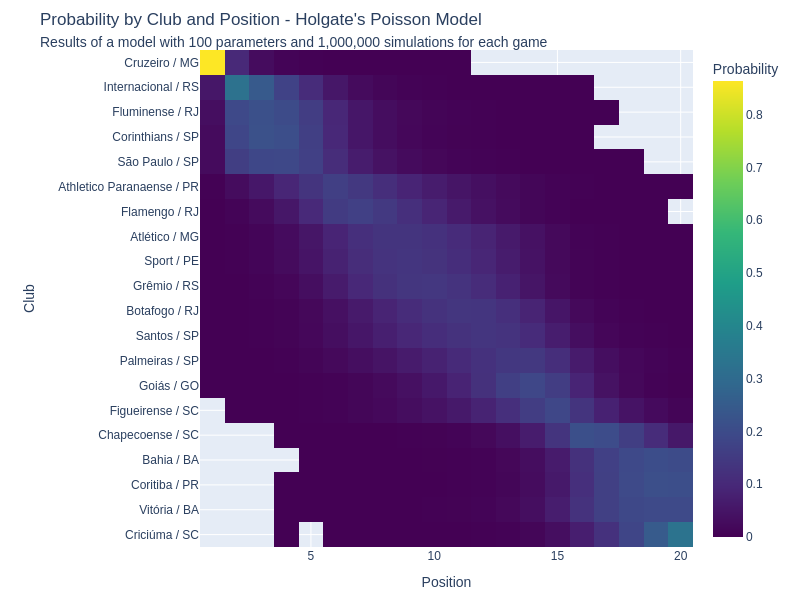 Probability by Club and Position - Holgate's Poisson Model
Results of a model with 100 parameters and 1,000,000 simulations for each game
Probability
Cruzeiro / MG
Internacional / RS
Fluminense / RJ
Corinthians / SP
São Paulo / SP
Athletico Paranaense / PR
Flamengo / RJ
Atlético / MG
Sport / PE
Grêmio / RS
Botafogo / RJ
Santos / SP
Palmeiras / SP
Goiás / GO
Figueirense / SC
Chapecoense / SC
Bahia / BA
Coritiba / PR
Vitória / BA
Criciúma / SC
Club
5
10
15
20
Position
0.8
0.7
0.6
0.5
0.4
0.3
0.2
0.1
0